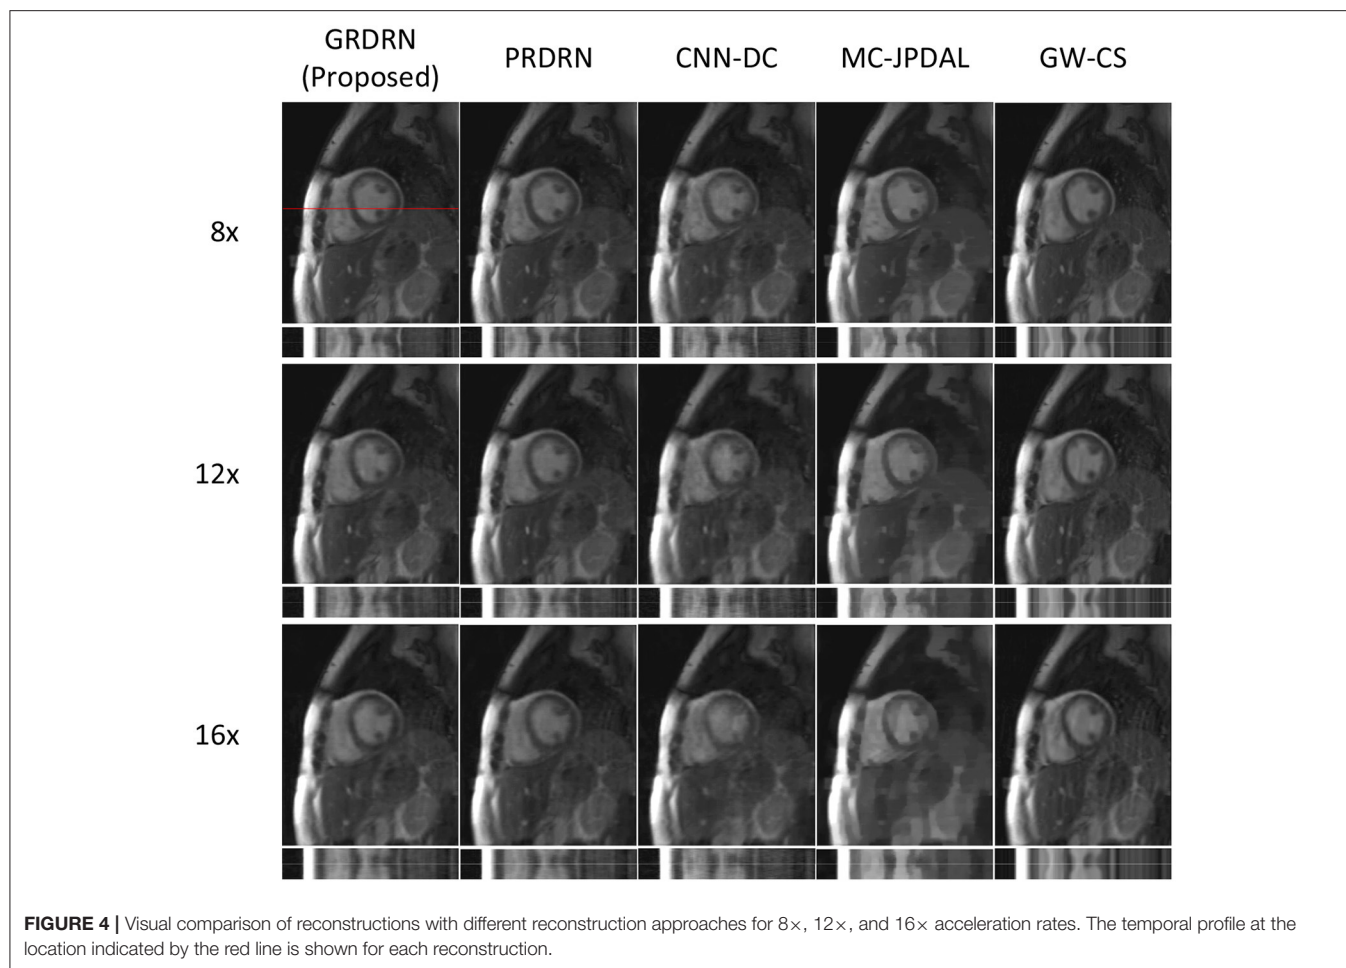 GRDRN
(Proposed)
PRDRN
CNN-DC
MC-JPDAL
GW-CS
8x
12x
16x
FIGURE 4 | Visual comparison of reconstructions with different reconstruction approaches for 8×, 12×, and 16× acceleration rates. The temporal profile at the
location indicated by the red line is shown for each reconstruction.